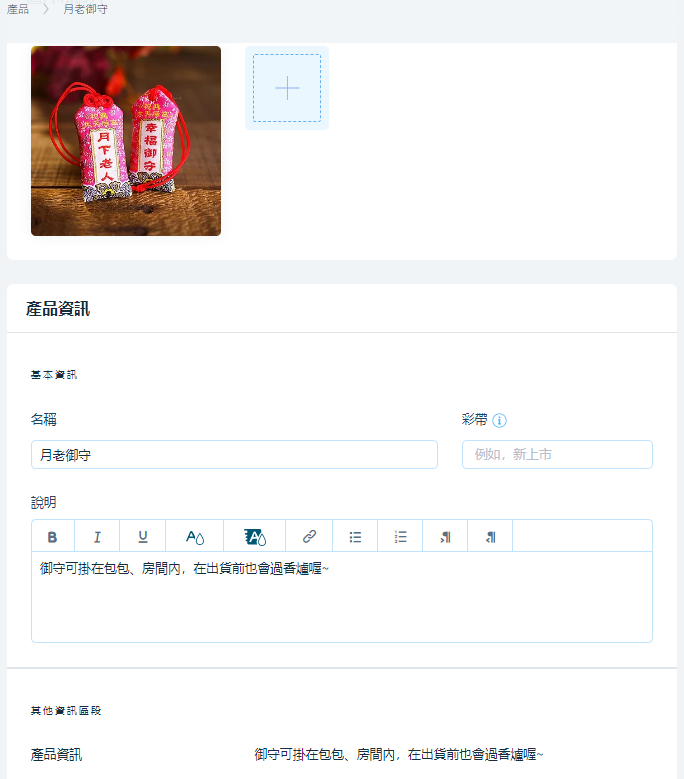 產品 > 月老御守
月下老人
幸福御守
產品資訊
基本資訊
名稱
彩帶
月老御守
例如，新上市
說明
B I U A A
御守可掛在包包、房間內，在出貨前也會過香爐喔~
其他資訊區段
產品資訊
御守可掛在包包、房間內，在出貨前也會過香爐喔~